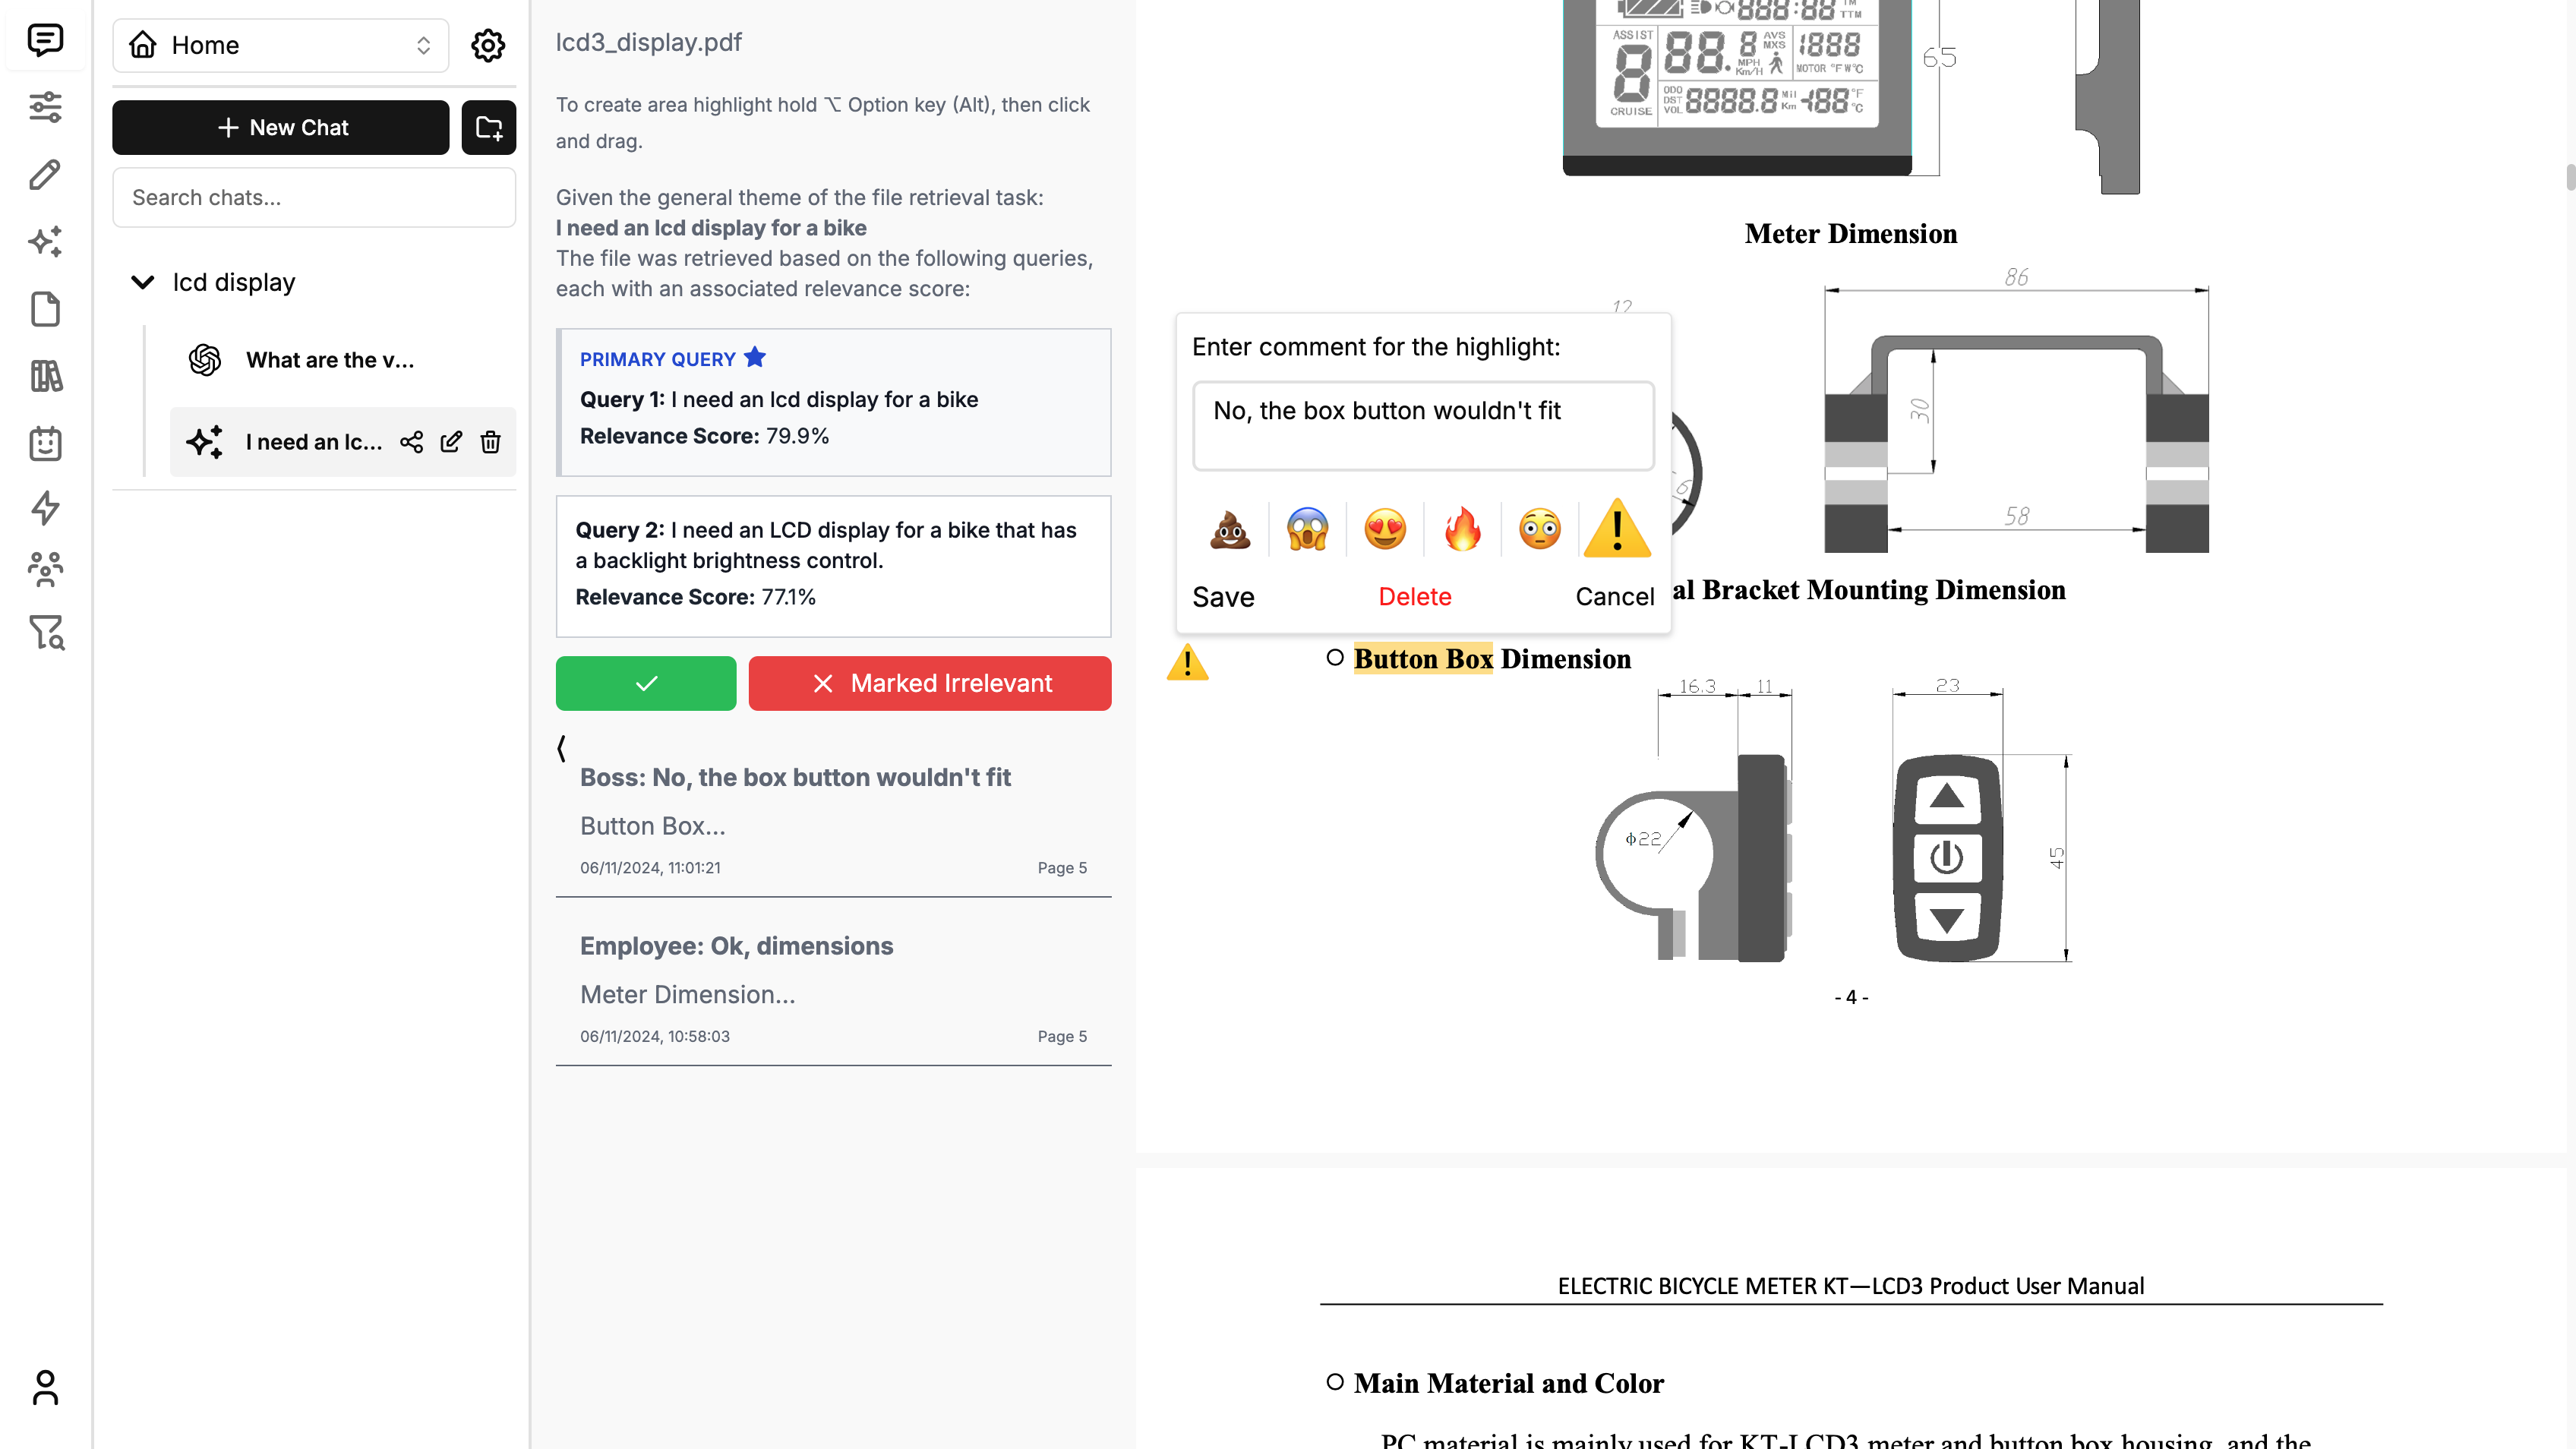 Home
New Chat
Search chats...
lcd display
What are the v...
I need an lc...
lcd3_display.pdf
To create area highlight hold ⌥ Option key (Alt), then click
and drag.
Given the general theme of the file retrieval task:
I need an lcd display for a bike
The file was retrieved based on the following queries,
each with an associated relevance score:
PRIMARY QUERY
Query 1: I need an lcd display for a bike
Relevance Score: 79.9%
Query 2: I need an LCD display for a bike that has
a backlight brightness control.
Relevance Score: 77.1%
Marked Irrelevant
Boss: No, the box button wouldn't fit
Button Box...
06/11/2024, 11:01:21 Page 5
Employee: Ok, dimensions
Meter Dimension...
06/11/2024, 10:58:03 Page 5
888:88 TM
TTM
ASSIST
8
CRUISE
88.8 AVS
MXS
MPH
Km/H
1888
MOTOR °F W°C
ODO
DST
VOL
8888.8 Mil
Km
-188 °F
°C
65
Meter Dimension
12
86
30
58
6
Enter comment for the highlight:
No, the box button wouldn't fit
Save Delete Cancel
al Bracket Mounting Dimension
Button Box Dimension
16.3 11
23
ϕ22
45
- 4 -
ELECTRIC BICYCLE METER KT—LCD3 Product User Manual
Main Material and Color
PC material is mainly used for KT-LCD3 meter and button box housing, and the